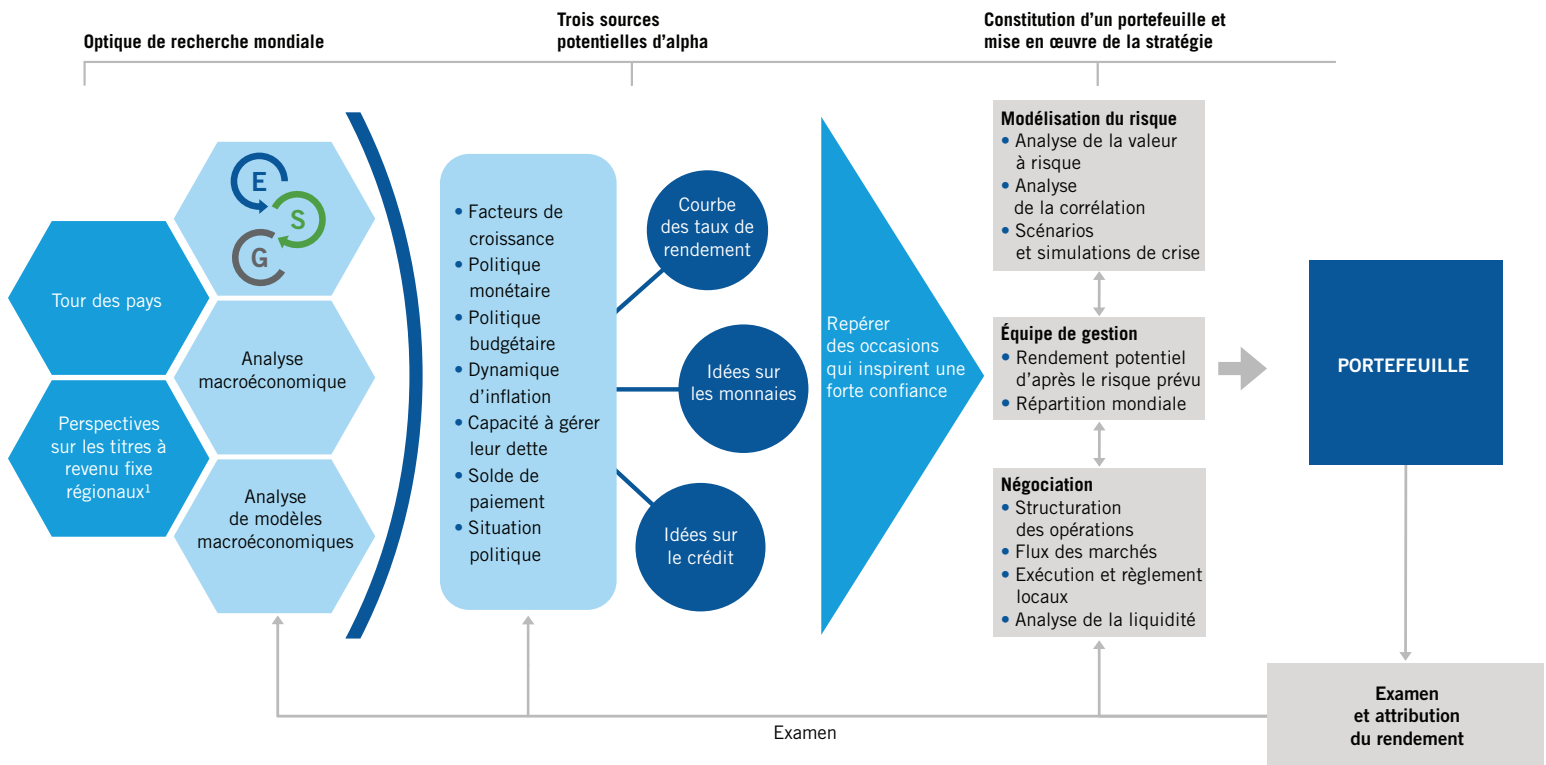 Optique de recherche mondiale
Trois sources
potentielles d'alpha
Constitution d'un portefeuille et
mise en œuvre de la stratégie
E
S
G
Tour des pays
Analyse
macroéconomique
Perspectives
sur les titres à
revenu fixe
régionaux¹
Analyse
de modèles
macroéconomiques
• Facteurs de
croissance
• Politique
monétaire
• Politique
budgétaire
• Dynamique
d'inflation
• Capacité à gérer
leur dette
• Solde de
paiement
• Situation
politique
Courbe
des taux de
rendement
Idées sur
les monnaies
Idées sur
le crédit
Repérer
des occasions
qui inspirent une
forte confiance
Modélisation du risque
• Analyse de la valeur
à risque
• Analyse
de la corrélation
• Scénarios
et simulations de crise
Équipe de gestion
• Rendement potentiel
d'après le risque prévu
• Répartition mondiale
Négociation
• Structuration
des opérations
• Flux des marchés
• Exécution et règlement
locaux
• Analyse de la liquidité
PORTEFEUILLE
Examen
et attribution
du rendement
Examen